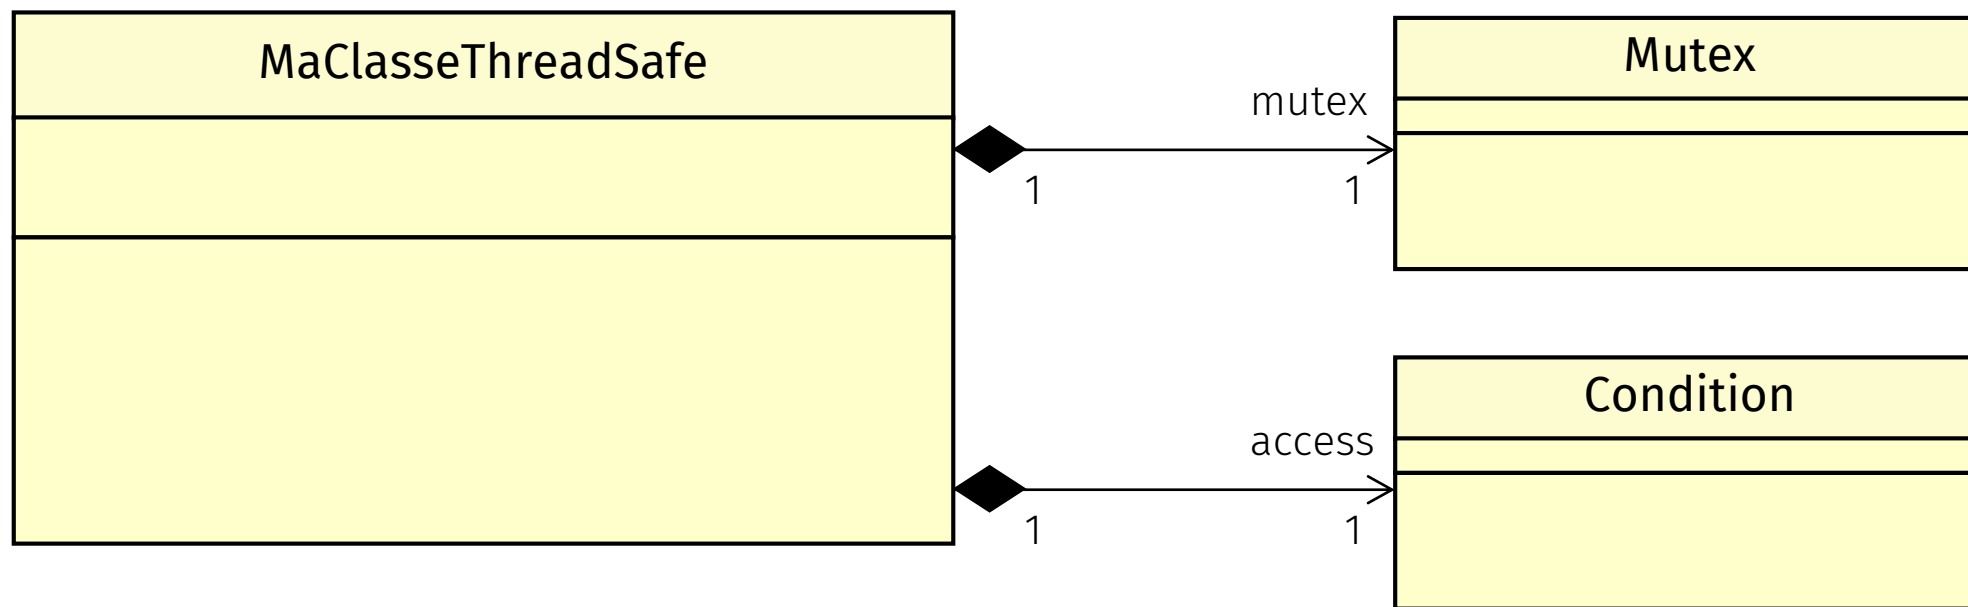 MaClasseThreadSafe
Mutex
mutex
1
1
Condition
access
1
1